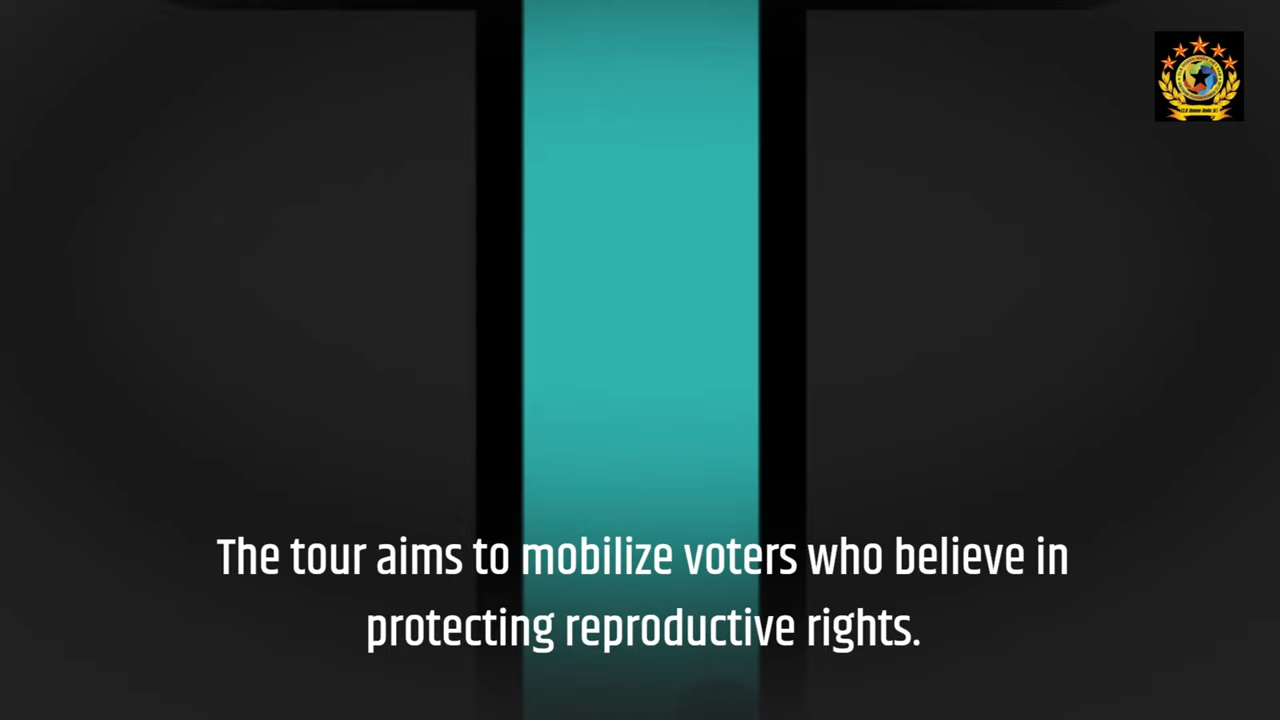 The tour aims to mobilize voters who believe in
protecting reproductive rights.